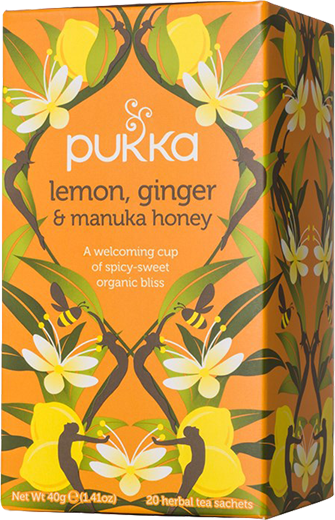 pukka
lemon, ginger
& manuka honey
A welcoming cup
of spicy-sweet
organic bliss
Net Wt 40g ℮(1.41oz) 20 herbal tea sachets